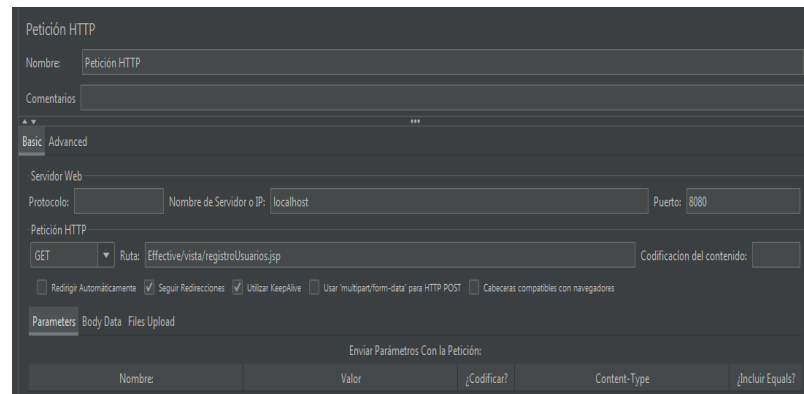 Petición HTTP
Nombre: Petición HTTP
Comentarios
Basic Advanced
Servidor Web
Protocolo: Nombre de Servidor o IP: localhost Puerto: 8080
Petición HTTP
GET Ruta: Effective/vista/registroUsuarios.jsp Codificacion del contenido:
Redirigir Automáticamente Seguir Redirecciones Utilizar KeepAlive Usar 'multipart/form-data' para HTTP POST Cabeceras compatibles con navegadores
Parameters Body Data Files Upload
Enviar Parámetros Con la Petición:
Nombre: Valor ¿Codificar? Content-Type ¿Incluir Equals?